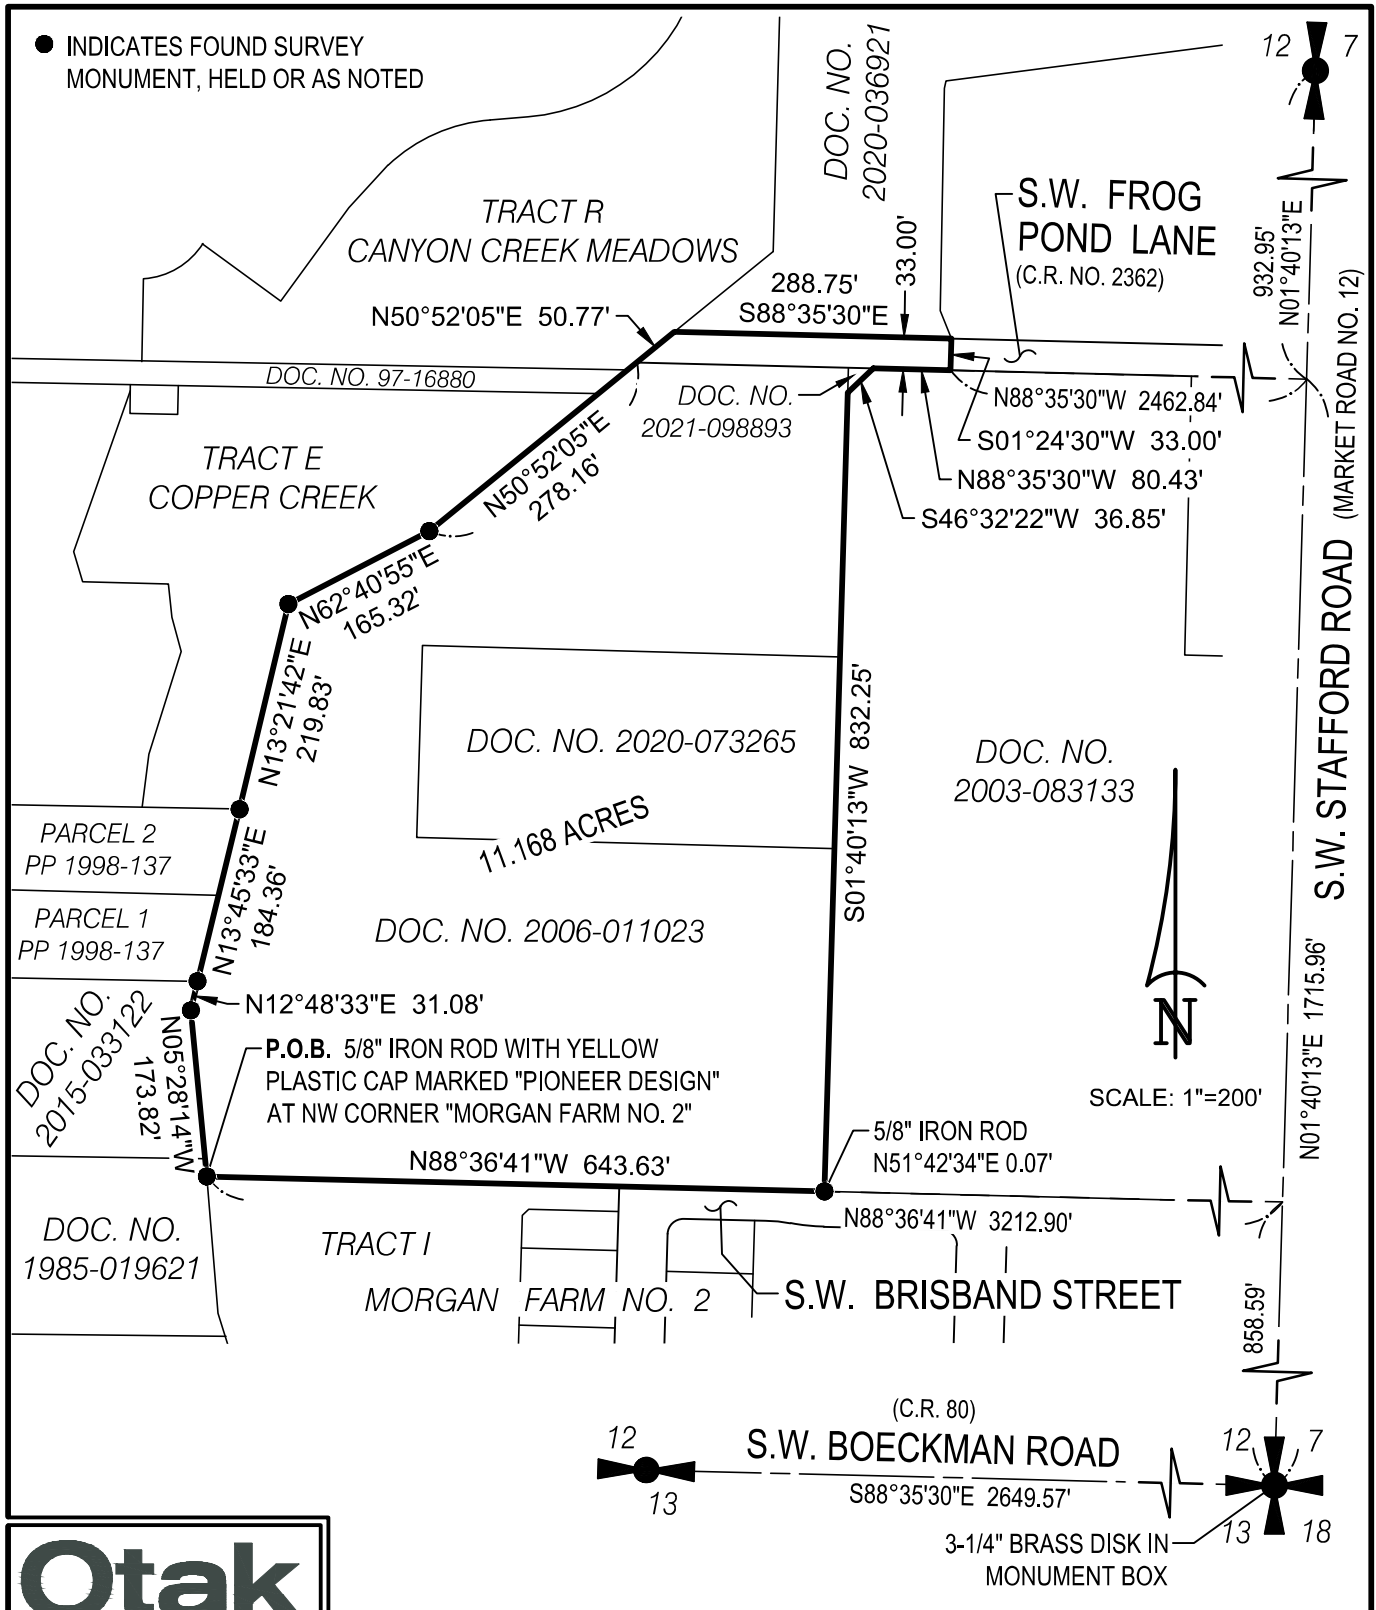 INDICATES FOUND SURVEY
MONUMENT, HELD OR AS NOTED
DOC. NO.
2020-036921
12 7
TRACT R
CANYON CREEK MEADOWS
S.W. FROG
POND LANE
(C.R. NO. 2362)
932.95'
N01°40'13"E
288.75'
S88°35'30"E
33.00'
N50°52'05"E 50.77'
DOC. NO. 97-16880
DOC. NO.
2021-098893
N88°35'30"W 2462.84'
S01°24'30"W 33.00'
N88°35'30"W 80.43'
S46°32'22"W 36.85'
TRACT E
COPPER CREEK
N50°52'05"E
278.16'
N62°40'55"E
165.32'
N13°21'42"E
219.83'
S.W. STAFFORD ROAD (MARKET ROAD NO. 12)
DOC. NO. 2020-073265
S01°40'13"W 832.25'
DOC. NO.
2003-083133
11.168 ACRES
PARCEL 2
PP 1998-137
N13°45'33"E
184.36'
PARCEL 1
PP 1998-137
DOC. NO. 2006-011023
N12°48'33"E 31.08'
DOC. NO.
2015-033122
N05°28'14"W
173.82'
P.O.B. 5/8" IRON ROD WITH YELLOW
PLASTIC CAP MARKED "PIONEER DESIGN"
AT NW CORNER "MORGAN FARM NO. 2"
N
SCALE: 1"=200'
N01°40'13"E 1715.96'
5/8" IRON ROD
N51°42'34"E 0.07'
N88°36'41"W 643.63'
N88°36'41"W 3212.90'
DOC. NO.
1985-019621
TRACT I
MORGAN FARM NO. 2
S.W. BRISBAND STREET
858.59'
(C.R. 80)
S.W. BOECKMAN ROAD
S88°35'30"E 2649.57'
12
13
12 7
13 18
3-1/4" BRASS DISK IN
MONUMENT BOX
Otak